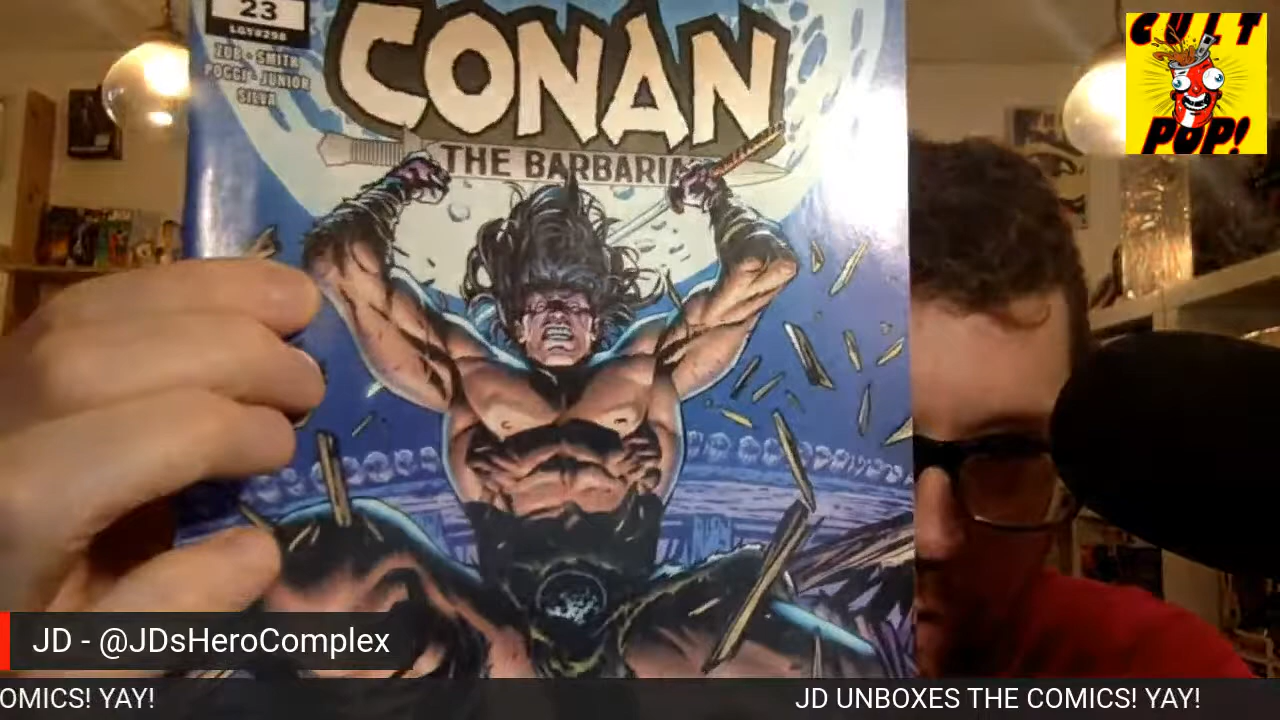 23
LGY#298
ZUB · SMITH
POGGI · JUNIOR
SILVA
CONAN
THE BARBARIAN
CULT
POP!
JD - @JDsHeroComplex
OMICS! YAY!
JD UNBOXES THE COMICS! YAY!